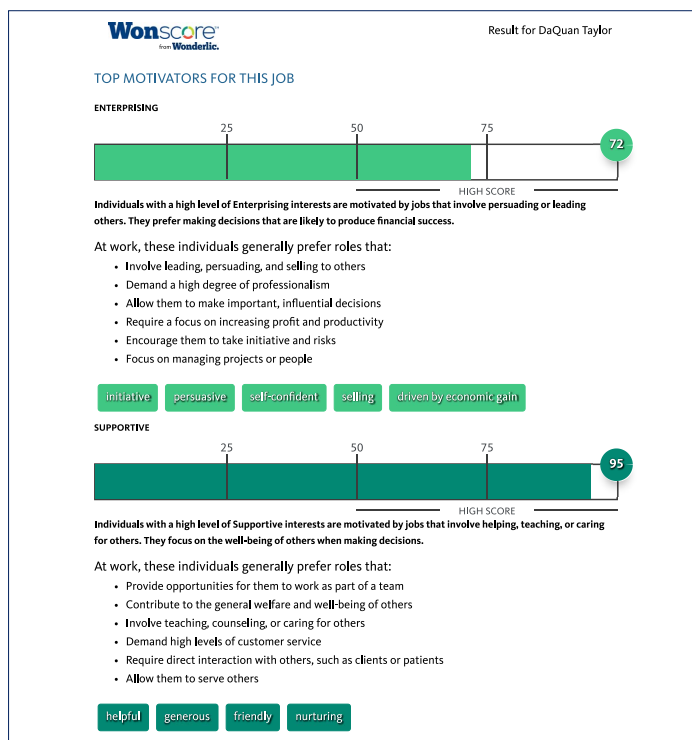 Wonscore™
from Wonderlic.
Result for DaQuan Taylor
TOP MOTIVATORS FOR THIS JOB
ENTERPRISING
25 50 75
72
HIGH SCORE
Individuals with a high level of Enterprising interests are motivated by jobs that involve persuading or leading
others. They prefer making decisions that are likely to produce financial success.
At work, these individuals generally prefer roles that:
• Involve leading, persuading, and selling to others
• Demand a high degree of professionalism
• Allow them to make important, influential decisions
• Require a focus on increasing profit and productivity
• Encourage them to take initiative and risks
• Focus on managing projects or people
initiative persuasive self-confident selling driven by economic gain
SUPPORTIVE
25 50 75
95
HIGH SCORE
Individuals with a high level of Supportive interests are motivated by jobs that involve helping, teaching, or caring
for others. They focus on the well-being of others when making decisions.
At work, these individuals generally prefer roles that:
• Provide opportunities for them to work as part of a team
• Contribute to the general welfare and well-being of others
• Involve teaching, counseling, or caring for others
• Demand high levels of customer service
• Require direct interaction with others, such as clients or patients
• Allow them to serve others
helpful generous friendly nurturing